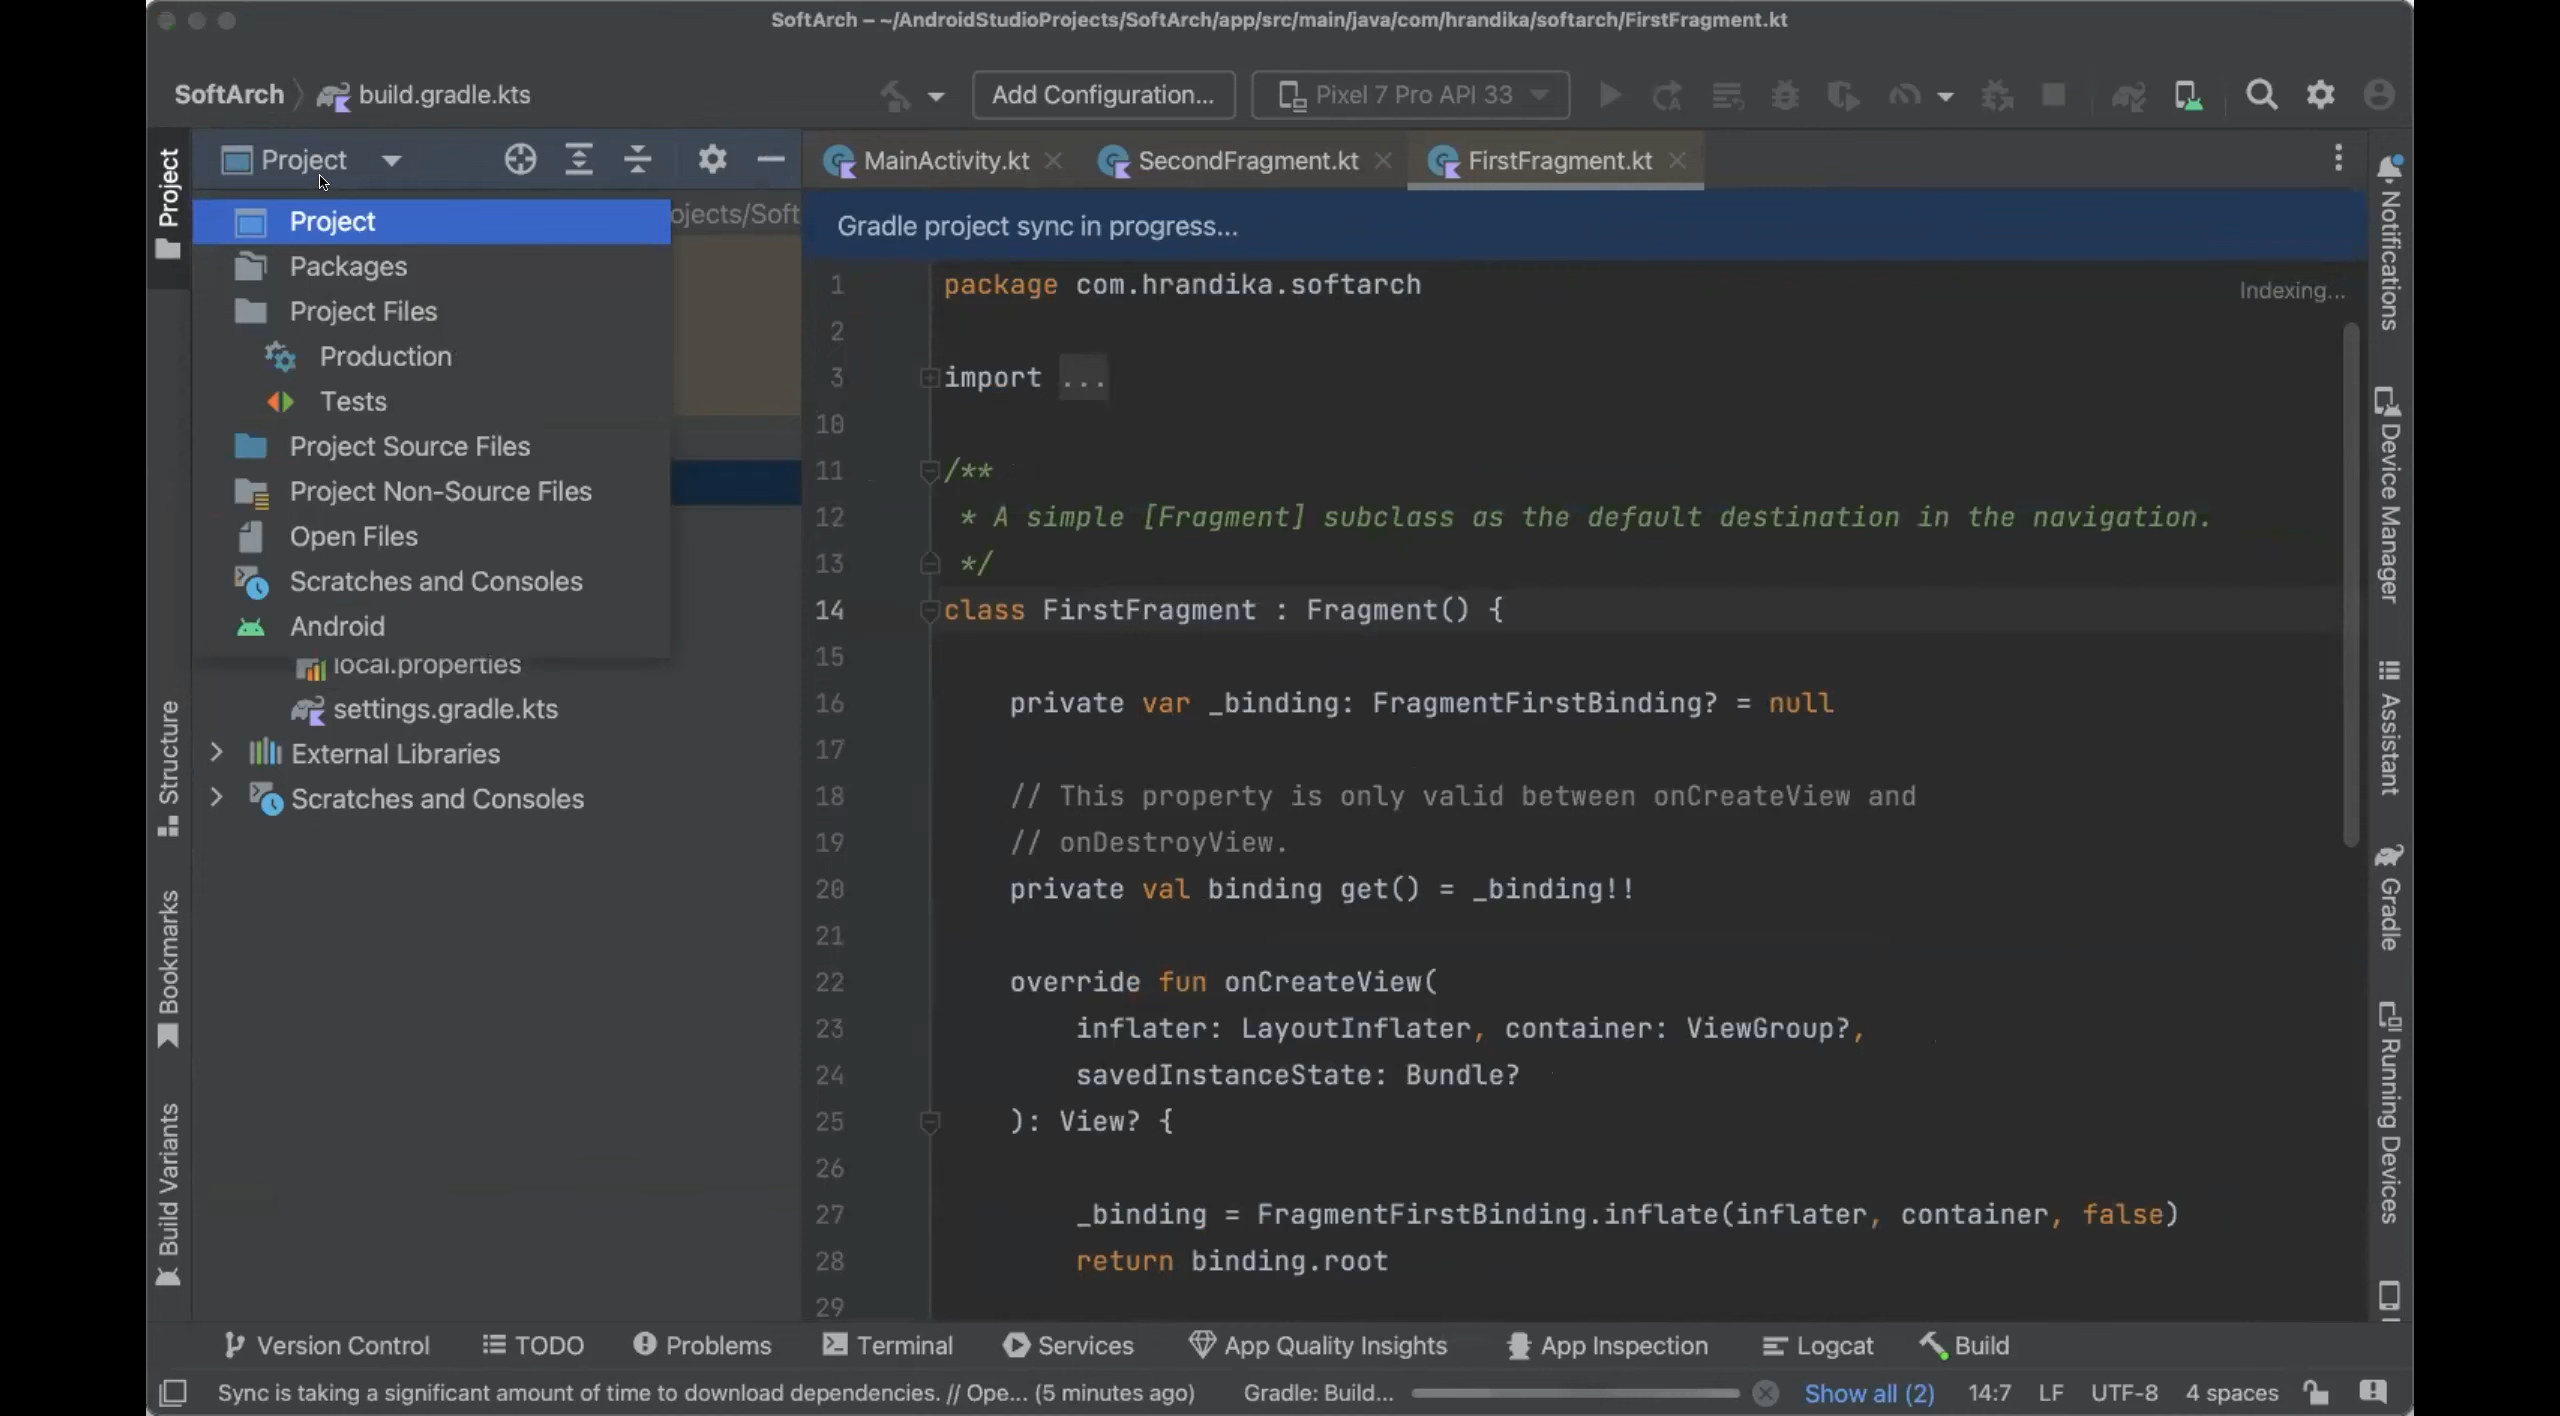 SoftArch – ~/AndroidStudioProjects/SoftArch/app/src/main/java/com/hrandika/softarch/FirstFragment.kt
SoftArch build.gradle.kts
Add Configuration...
Pixel 7 Pro API 33
Project
Project
MainActivity.kt
SecondFragment.kt
FirstFragment.kt
Project
ojects/Soft
Packages
Project Files
Production
Tests
Project Source Files
Project Non-Source Files
Open Files
Scratches and Consoles
Android
local.properties
settings.gradle.kts
External Libraries
Scratches and Consoles
Structure
Bookmarks
Build Variants
Gradle project sync in progress...
Indexing...
1 package com.hrandika.softarch
2
3 import ...
10
11 /**
12 * A simple [Fragment] subclass as the default destination in the navigation.
13 */
14 class FirstFragment : Fragment() {
15
16 private var _binding: FragmentFirstBinding? = null
17
18 // This property is only valid between onCreateView and
19 // onDestroyView.
20 private val binding get() = _binding!!
21
22 override fun onCreateView(
23 inflater: LayoutInflater, container: ViewGroup?,
24 savedInstanceState: Bundle?
25 ): View? {
26
27 _binding = FragmentFirstBinding.inflate(inflater, container, false)
28 return binding.root
29
Notifications
Device Manager
Assistant
Gradle
Running Devices
Version Control
TODO
Problems
Terminal
Services
App Quality Insights
App Inspection
Logcat
Build
Sync is taking a significant amount of time to download dependencies. // Ope... (5 minutes ago)
Gradle: Build...
Show all (2)
14:7
LF
UTF-8
4 spaces